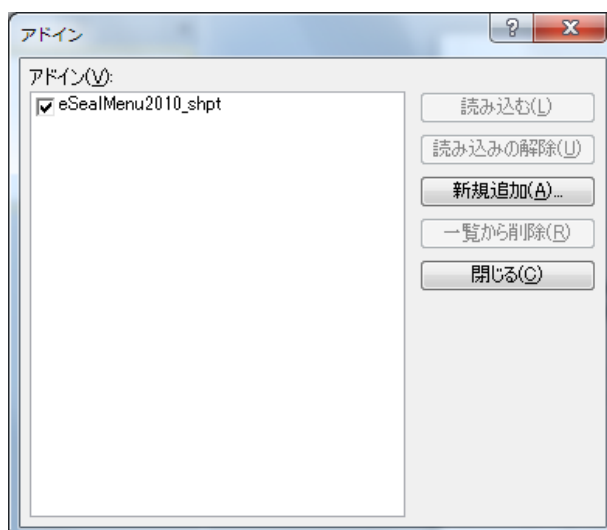 アドイン
アドイン(V):
eSealMenu2010_shpt
読み込む(L)
読み込みの解除(U)
新規追加(A)...
一覧から削除(R)
閉じる(C)